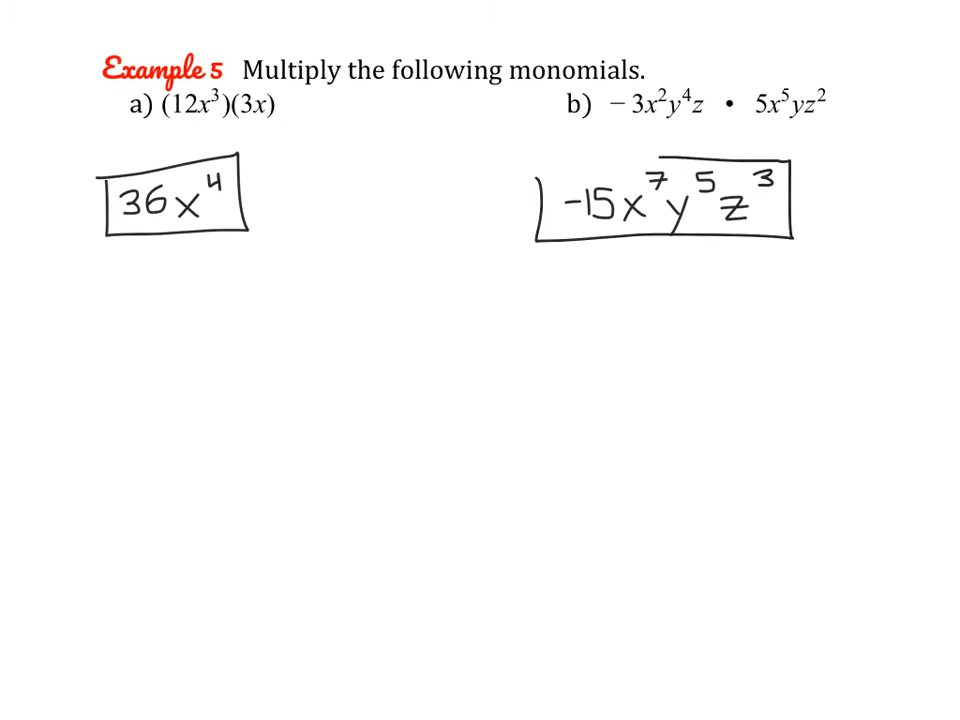 Example 5 Multiply the following monomials.
a) (12x³)(3x) b) − 3x²y⁴z • 5x⁵yz²
36x⁴ -15x⁷y⁵z³